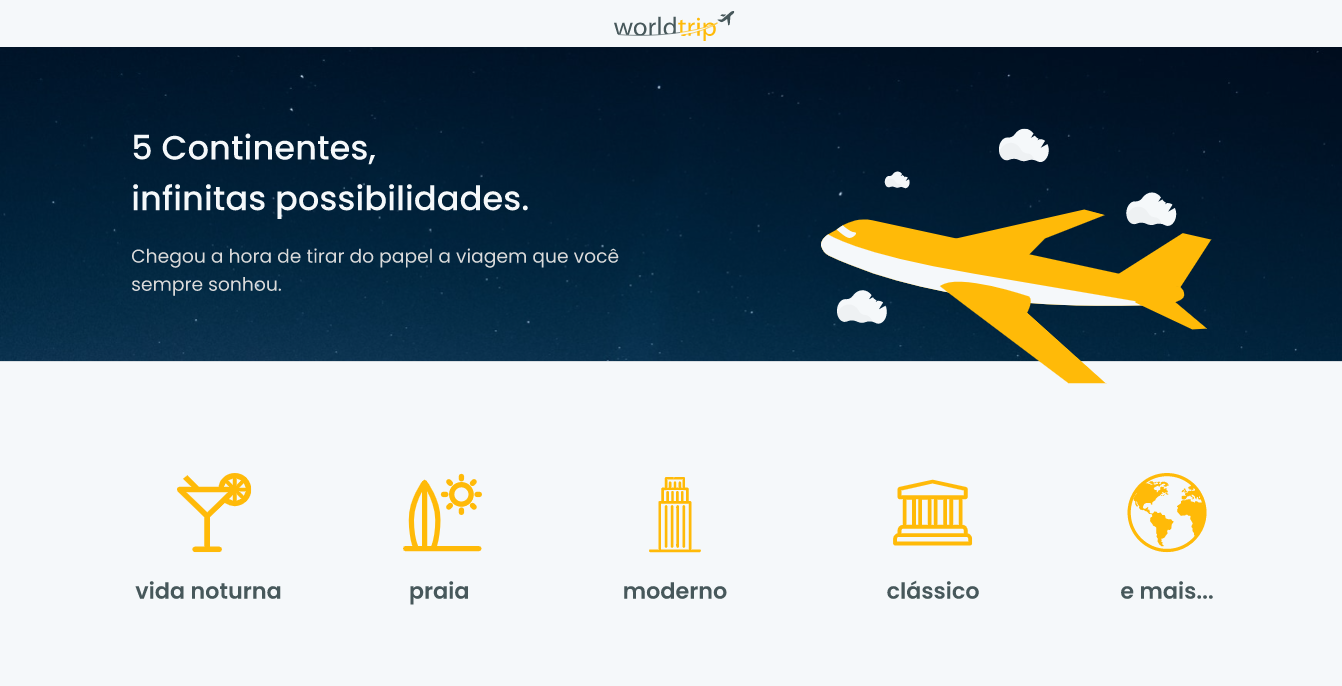 worldtrip
5 Continentes,
infinitas possibilidades.
Chegou a hora de tirar do papel a viagem que você
sempre sonhou.
vida noturna
praia
moderno
clássico
e mais...